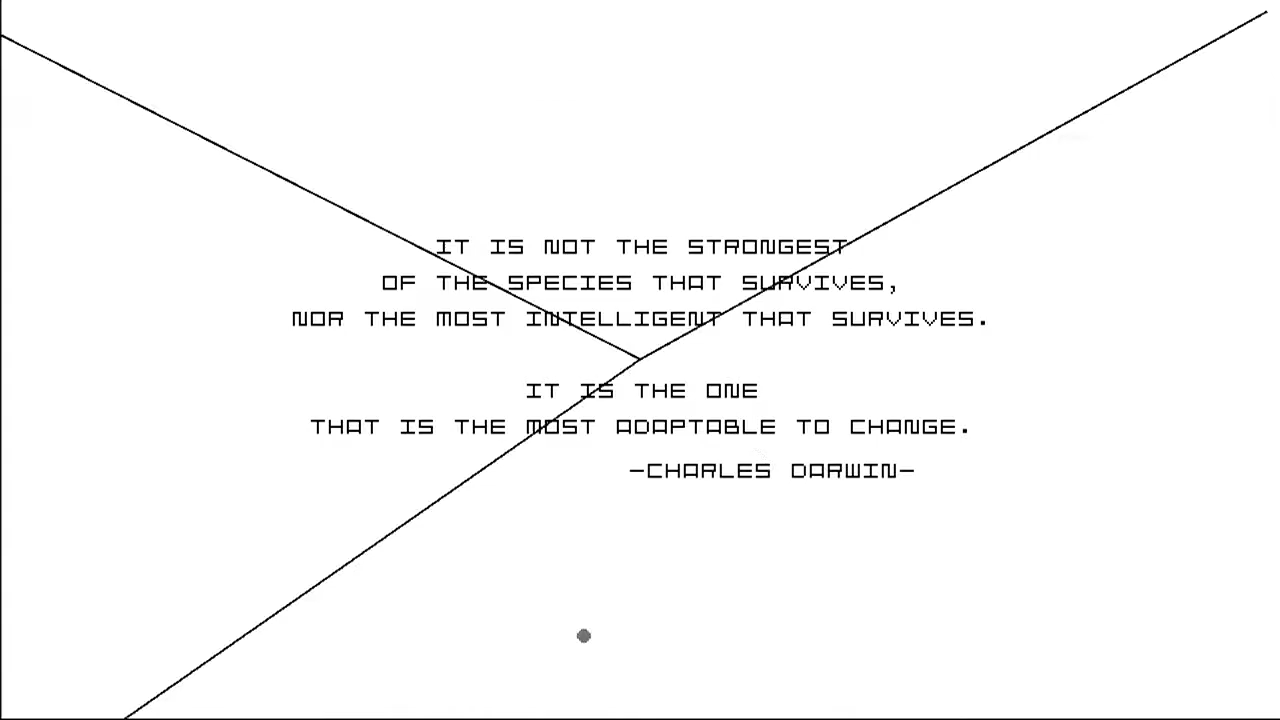 IT IS NOT THE STRONGEST
OF THE SPECIES THAT SURVIVES,
NOR THE MOST INTELLIGENT THAT SURVIVES.
IT IS THE ONE
THAT IS THE MOST ADAPTABLE TO CHANGE.
-CHARLES DARWIN-